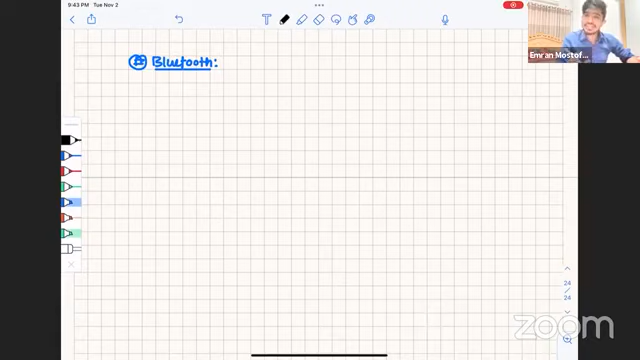 9:43 PM Tue Nov 2
# Bluetooth:
Emran Mostof...
24
/
24
zoom